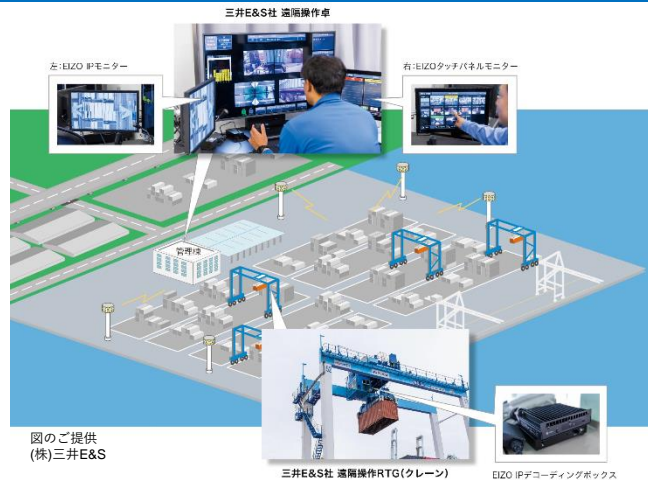 三井E&S社 遠隔操作卓
左:EIZO IPモニター
右:EIZOタッチパネルモニター
管理棟
図のご提供
(株)三井E&S
三井E&S社 遠隔操作RTG(クレーン)
EIZO IPデコーディングボックス